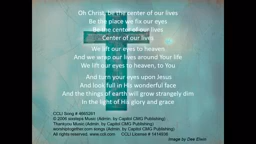 Oh Christ, be the center of our lives
Be the place we fix our eyes
Be the center of our lives
Center of our lives
We lift our eyes to heaven
And we wrap our lives around Your life
We lift our eyes to heaven, to You
And turn your eyes upon Jesus
And look full in His wonderful face
And the things of earth will grow strangely dim
In the light of His glory and grace
CCLI Song #
© 2006 sixsteps Music (Admin. by Capitol CMG Publishing)
Thankyou Music (Admin. by Capitol CMG Publishing)
worshiptogether.com songs (Admin. by Capitol CMG Publishing)
All rights reserved. www.ccli.com CCLI License #
Image by